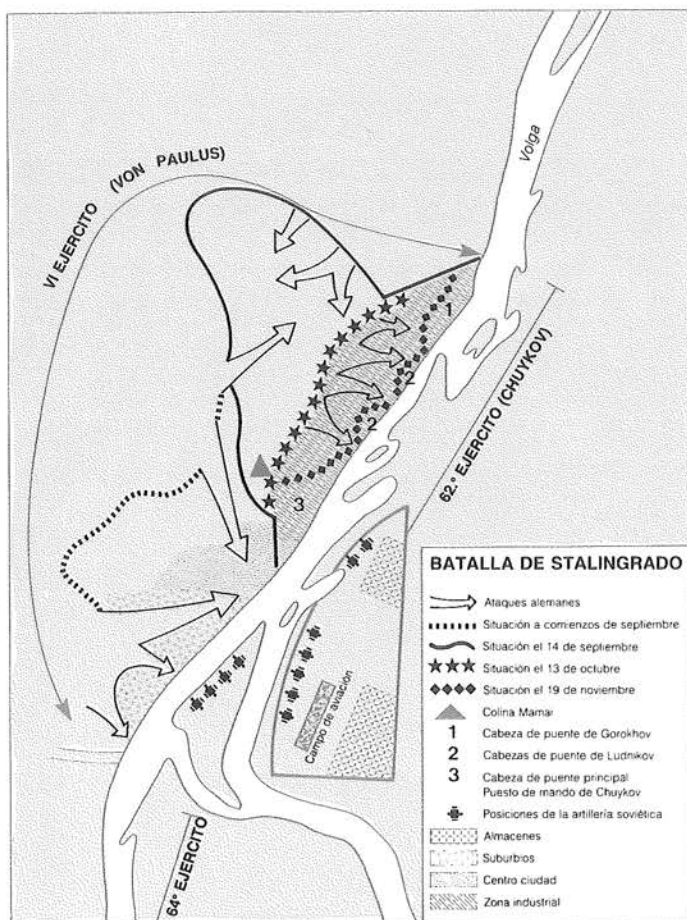 Volga
VI EJERCITO (VON PAULUS)
1
2
2
3
62.° EJERCITO (CHUYKOV)
Campo de aviación
64° EJERCITO
BATALLA DE STALINGRADO
Ataques alemanes
Situación a comienzos de septiembre
Situación el 14 de septiembre
Situación el 13 de octubre
Situación el 19 de noviembre
Colina Mamai
1 Cabeza de puente de Gorokhov
2 Cabezas de puente de Ludnikov
3 Cabeza de puente principal
Puesto de mando de Chuykov
Posiciones de la artillería soviética
Almacenes
Suburbios
Centro ciudad
Zona industrial